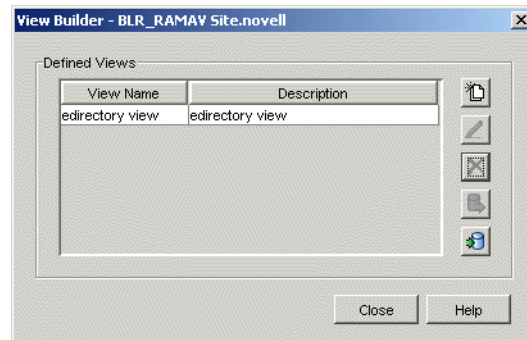 View Builder - BLR_RAMAV Site.novell
Defined Views
View Name Description
edirectory view edirectory view
Close Help